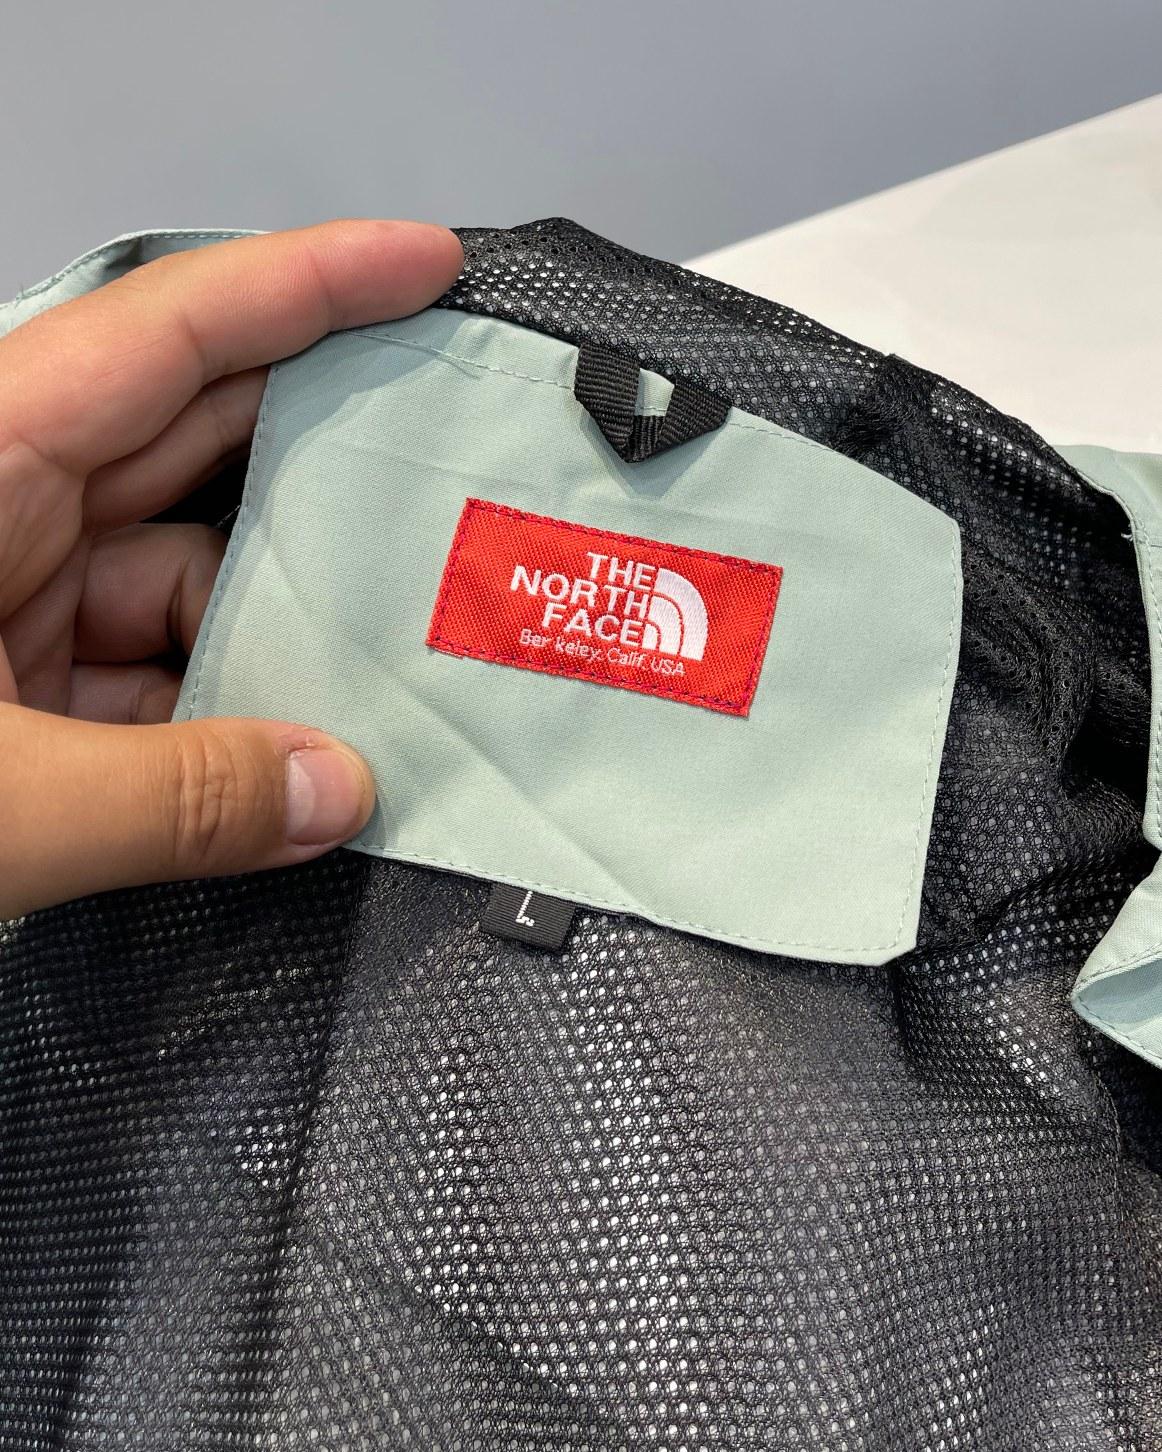 THE
NORTH
FACE
Ber keley. Calif. USA
L